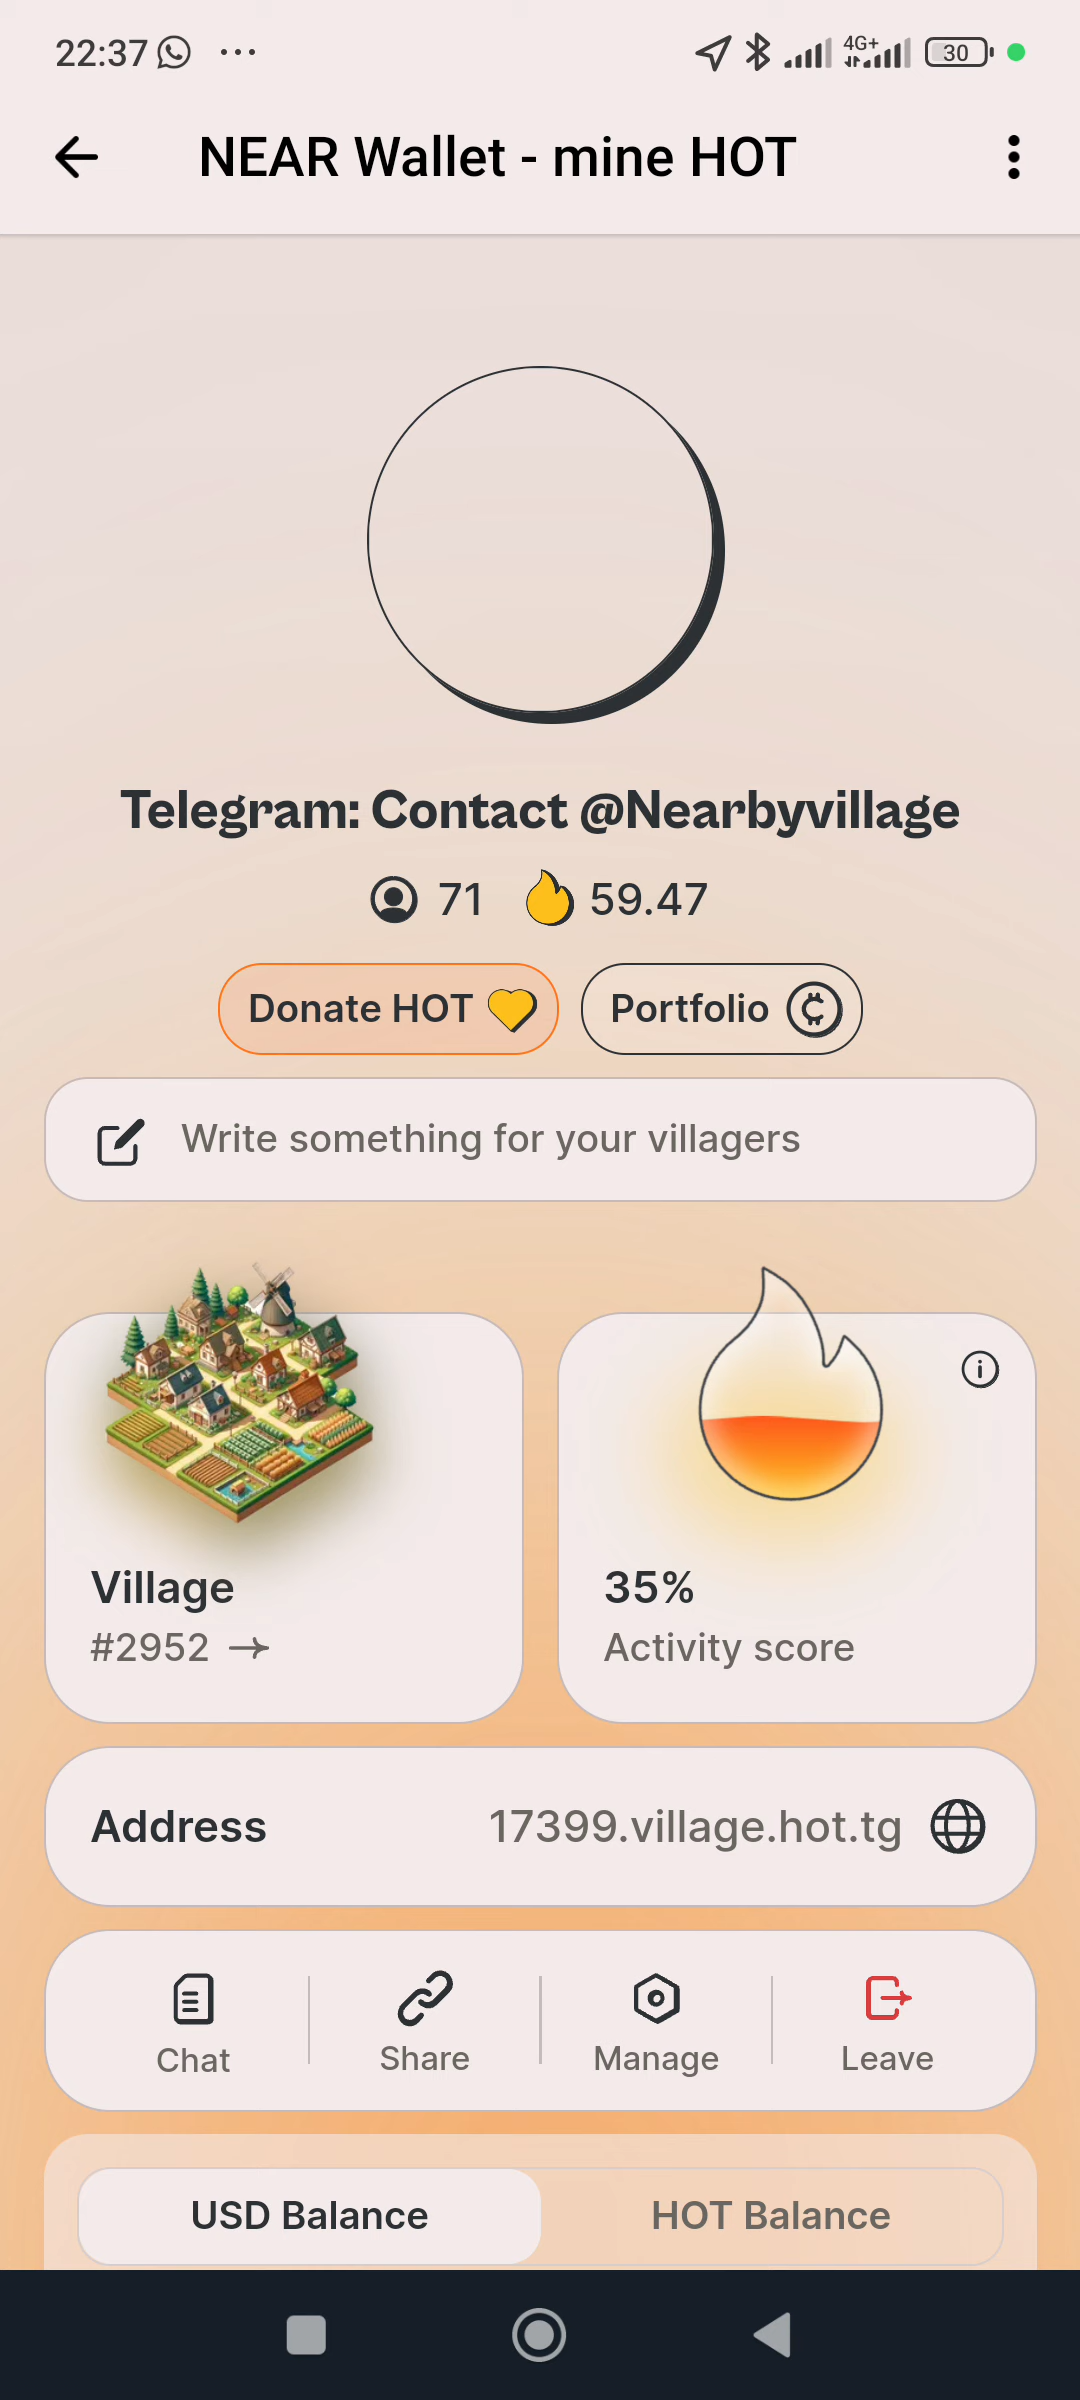 22:37
4G+
30
NEAR Wallet - mine HOT
Telegram: Contact @Nearbyvillage
71 59.47
Donate HOT Portfolio
Write something for your villagers
Village
#2952
35%
Activity score
Address 17399.village.hot.tg
Chat Share Manage Leave
USD Balance HOT Balance